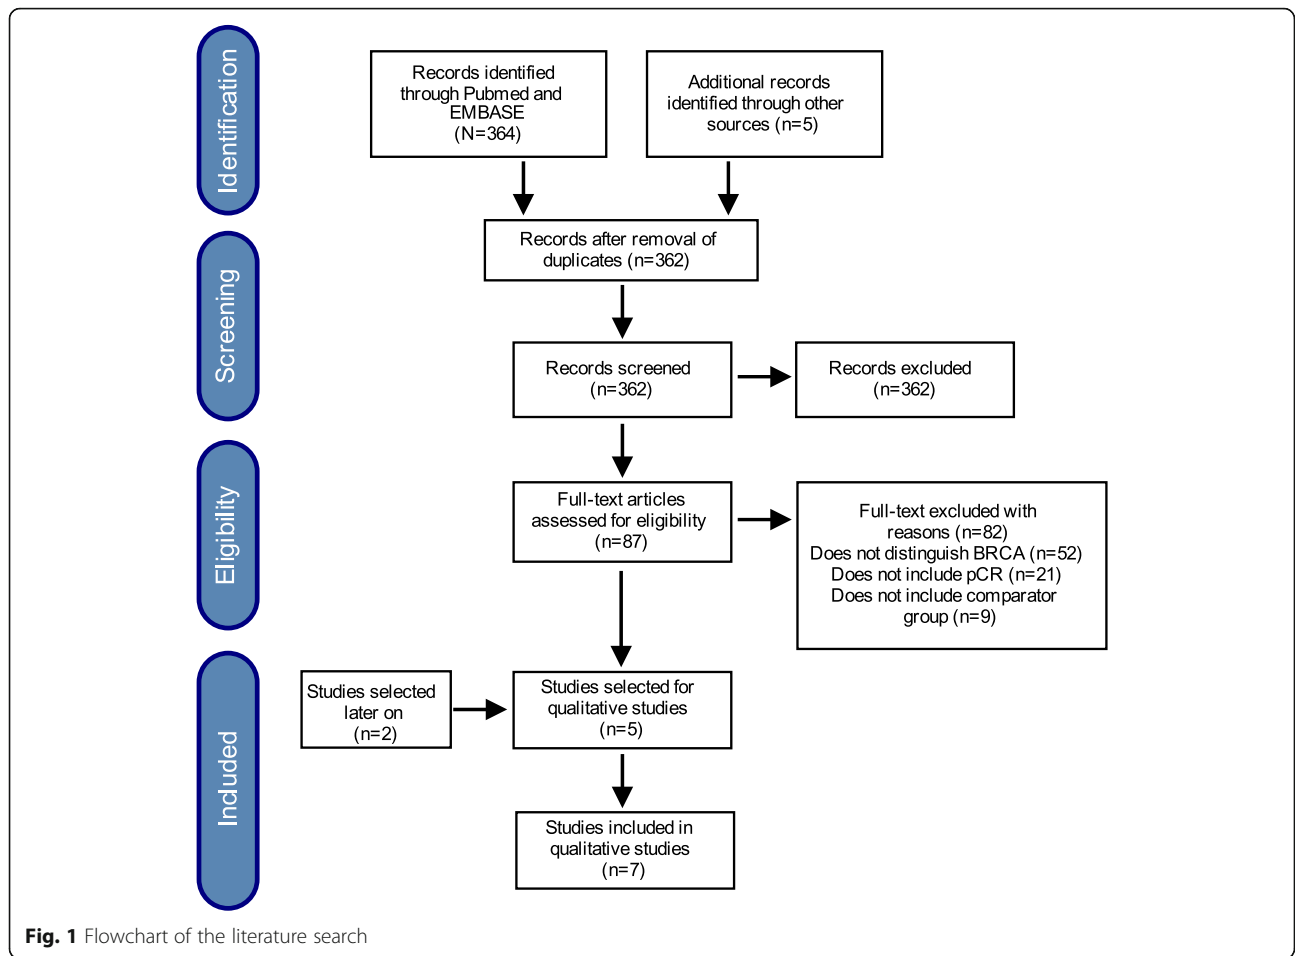 Identification
Records identified
through Pubmed and
EMBASE
(N=364)
Additional records
identified through other
sources (n=5)
Records after removal of
duplicates (n=362)
Screening
Records screened
(n=362)
Records excluded
(n=362)
Eligibility
Full-text articles
assessed for eligibility
(n=87)
Full-text excluded with
reasons (n=82)
Does not distinguish BRCA (n=52)
Does not include pCR (n=21)
Does not include comparator
group (n=9)
Included
Studies selected
later on
(n=2)
Studies selected for
qualitative studies
(n=5)
Studies included in
qualitative studies
(n=7)
Fig. 1 Flowchart of the literature search